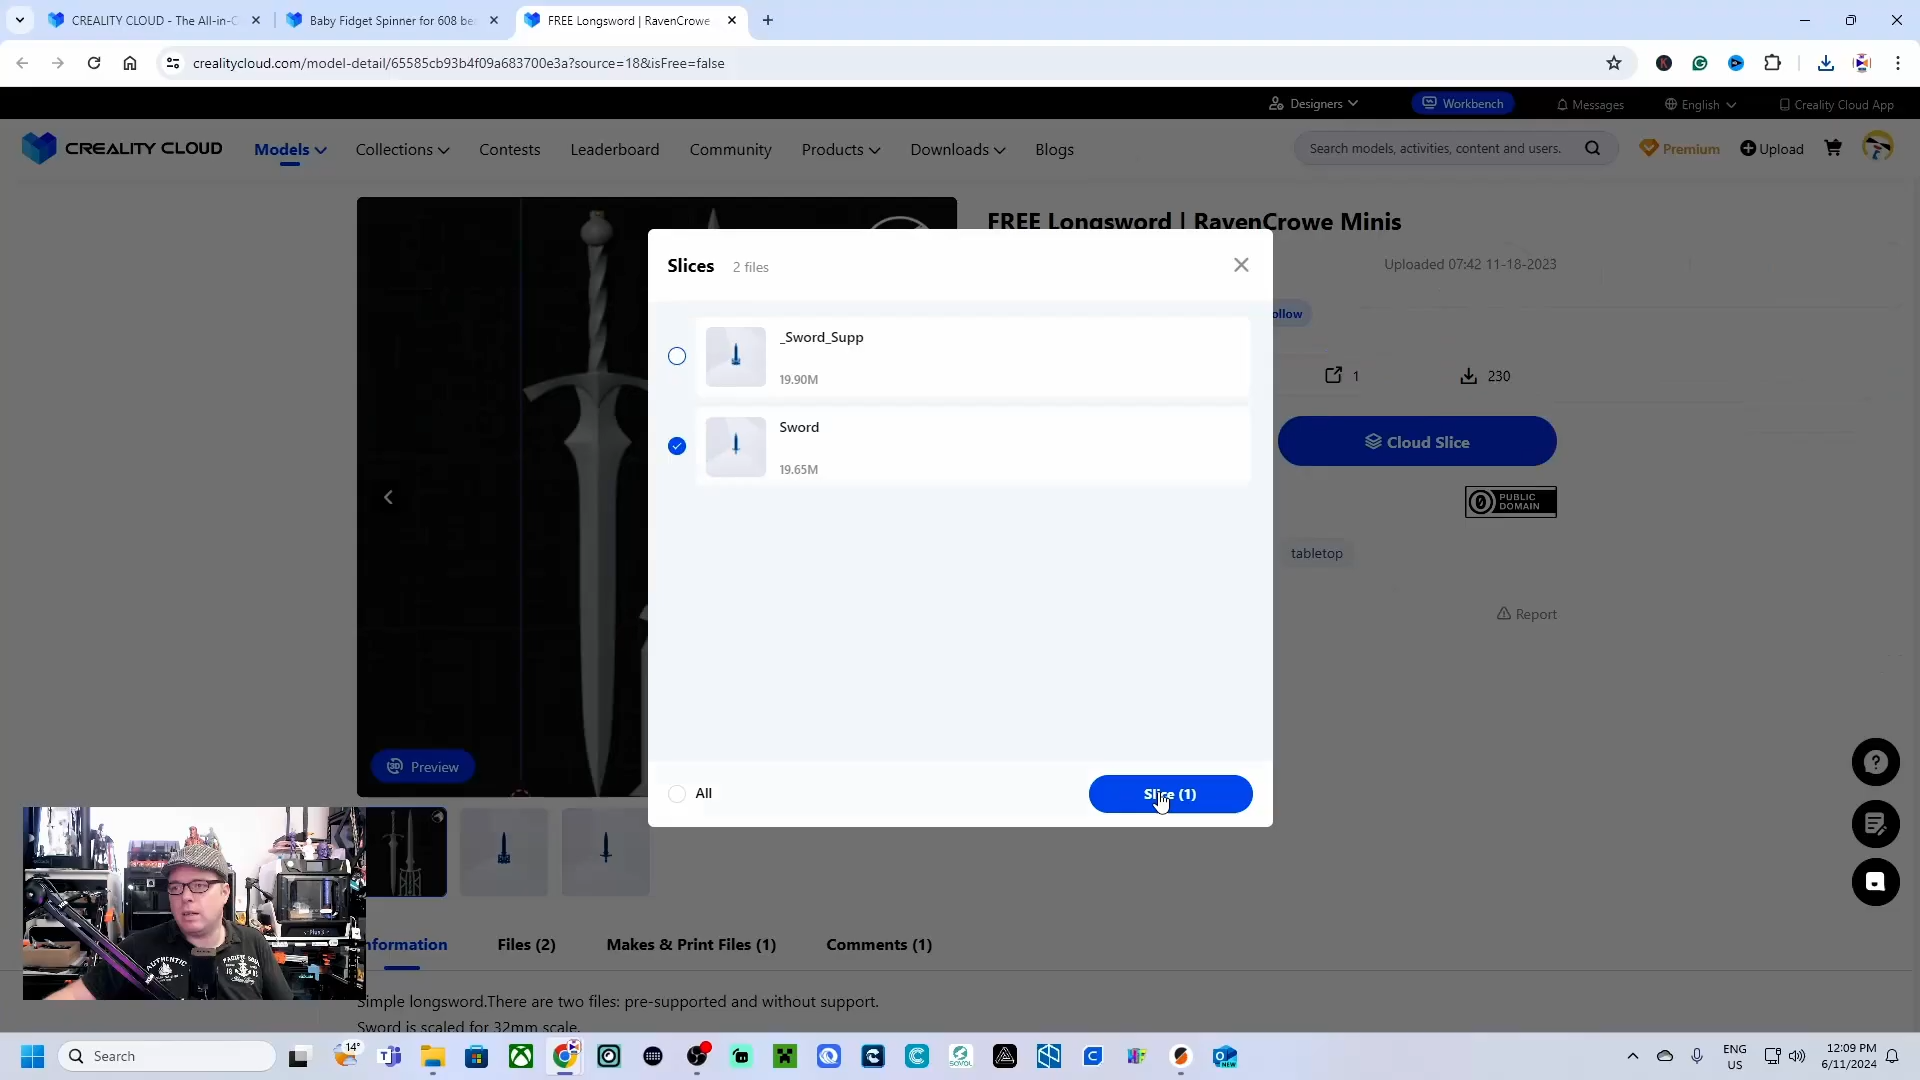 CREALITY CLOUD - The All-in-C
Baby Fidget Spinner for 608 be
FREE Longsword | RavenCrowe
crealitycloud.com/model-detail/65585cb93b4f09a683700e3a?source=18&isFree=false
Designers
Workbench
Messages
English
Creality Cloud App
CREALITY CLOUD
Models
Collections
Contests
Leaderboard
Community
Products
Downloads
Blogs
Search models, activities, content and users.
Premium
Upload
FREE Longsword | RavenCrowe Minis
Uploaded 07:42 11-18-2023
ollow
1
230
Cloud Slice
PUBLIC
DOMAIN
tabletop
Report
Slices 2 files
_Sword_Supp
19.90M
Sword
19.65M
All
Slice (1)
3D Preview
AUTHENTIC
Information
Files (2)
Makes & Print Files (1)
Comments (1)
Simple longsword.There are two files: pre-supported and without support.
Sword is scaled for 32mm scale.
Search
14°
ENG
US
12:09 PM
6/11/2024